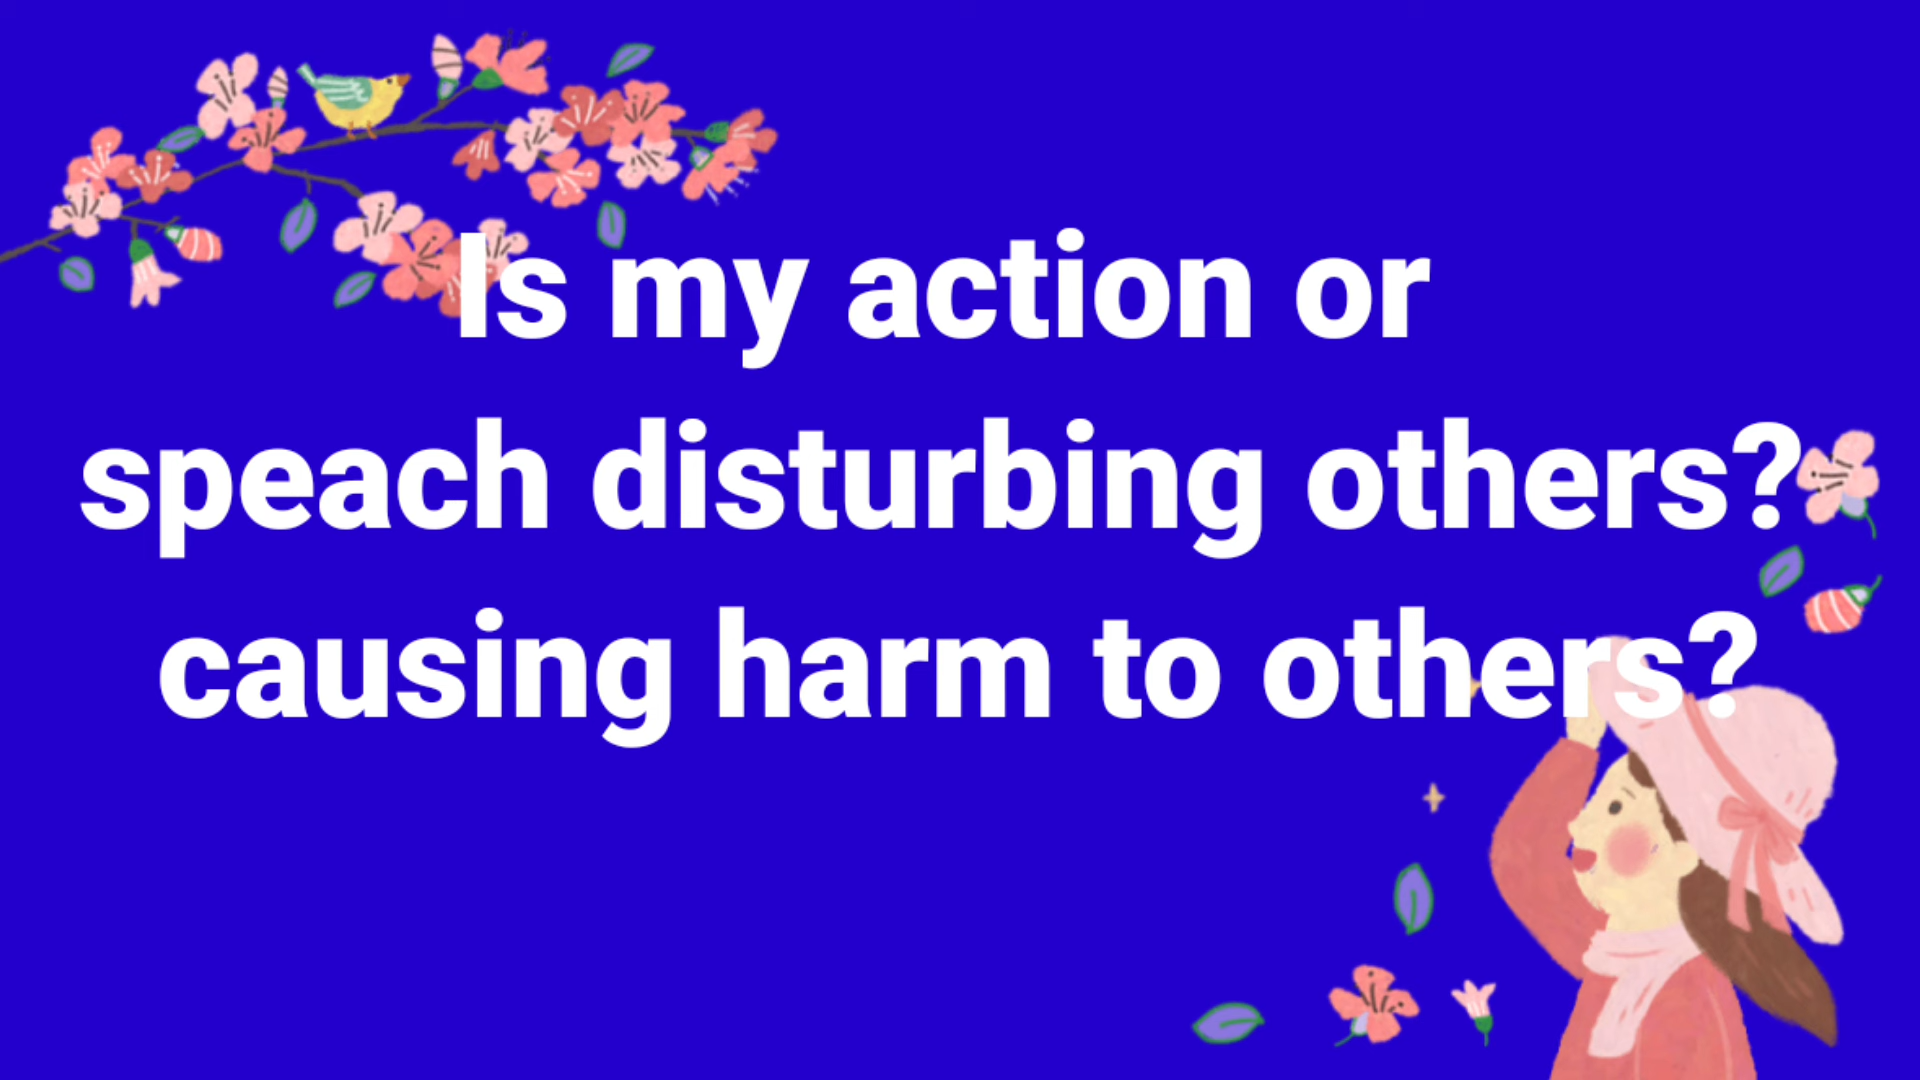 Is my action or
speach disturbing others?
causing harm to others?